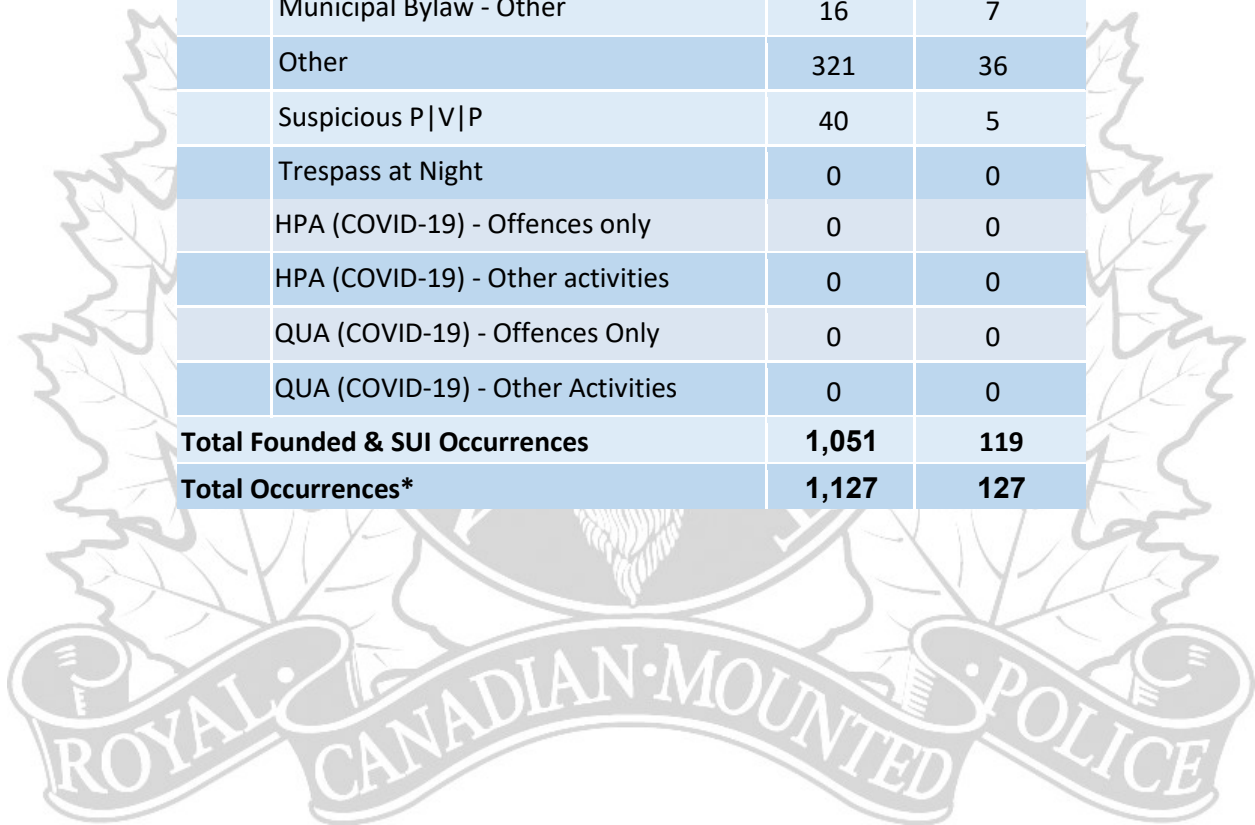 Municipal Bylaw - Other 16 7
Other 321 36
Suspicious P|V|P 40 5
Trespass at Night 0 0
HPA (COVID-19) - Offences only 0 0
HPA (COVID-19) - Other activities 0 0
QUA (COVID-19) - Offences Only 0 0
QUA (COVID-19) - Other Activities 0 0
Total Founded & SUI Occurrences 1,051 119
Total Occurrences* 1,127 127
ROYAL · CANADIAN · MOUNTED · POLICE